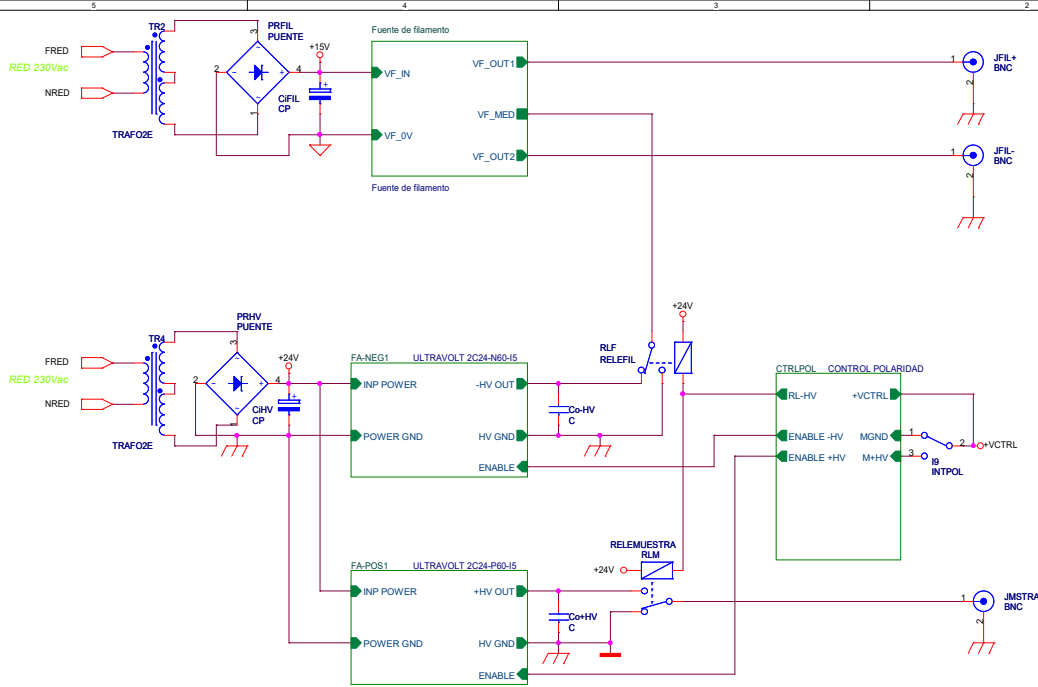 5
4
3
2
TR2
PRFIL
PUENTE
Fuente de filamento
FRED
RED 230Vac
NRED
TRAFO2E
3
2
4
1
+15V
CiFIL
CP
VF_IN
VF_0V
VF_OUT1
VF_MED
VF_OUT2
Fuente de filamento
1
2
JFIL+
BNC
1
2
JFIL-
BNC
PRHV
PUENTE
TR4
FRED
RED 230Vac
NRED
TRAFO2E
3
2
4
1
+24V
CiHV
CP
FA-NEG1
ULTRAVOLT 2C24-N60-I5
INP POWER
POWER GND
-HV OUT
HV GND
ENABLE
Co-HV
C
RLF
RELEFIL
+24V
CTRLPOL
CONTROL POLARIDAD
RL-HV
ENABLE -HV
ENABLE +HV
+VCTRL
MGND
M+HV
1
3
2
+VCTRL
I9
INTPOL
RELEMUESTRA
RLM
+24V
FA-POS1
ULTRAVOLT 2C24-P60-I5
INP POWER
POWER GND
+HV OUT
HV GND
ENABLE
Co+HV
C
1
2
JMSTRA
BNC